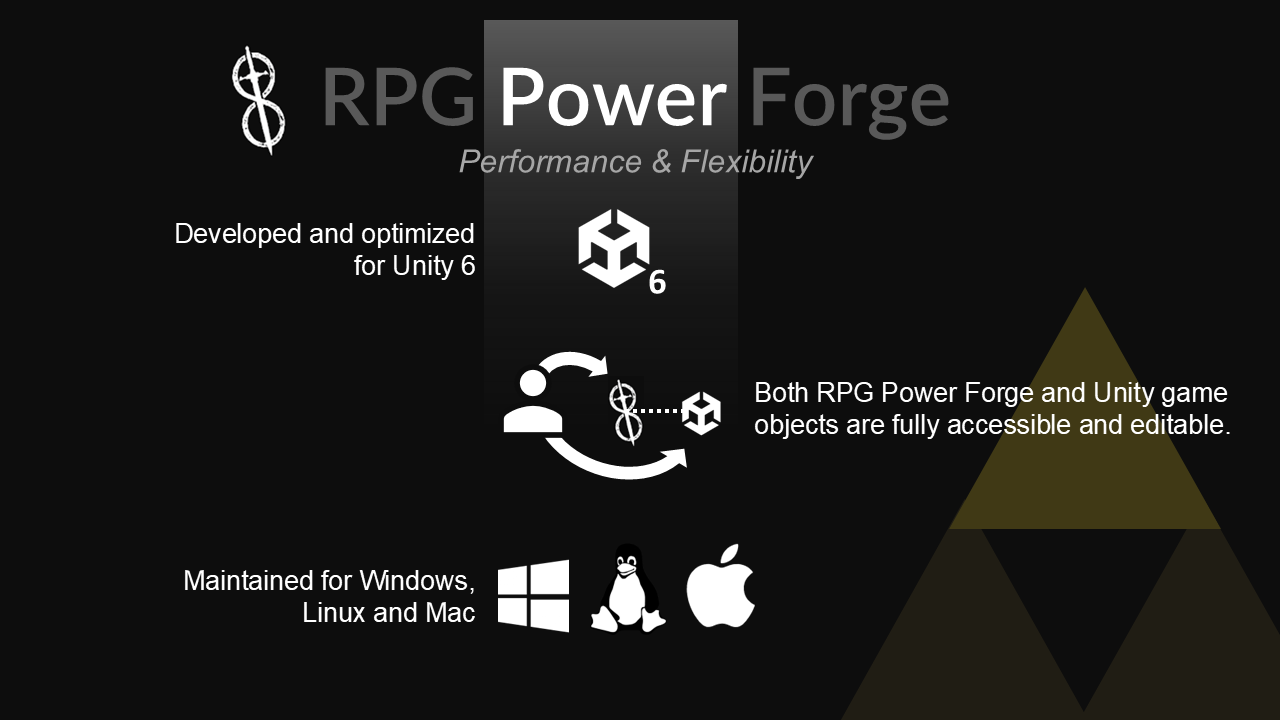 RPG Power Forge
Performance & Flexibility
Developed and optimized
for Unity 6
6
Both RPG Power Forge and Unity game
objects are fully accessible and editable.
Maintained for Windows,
Linux and Mac